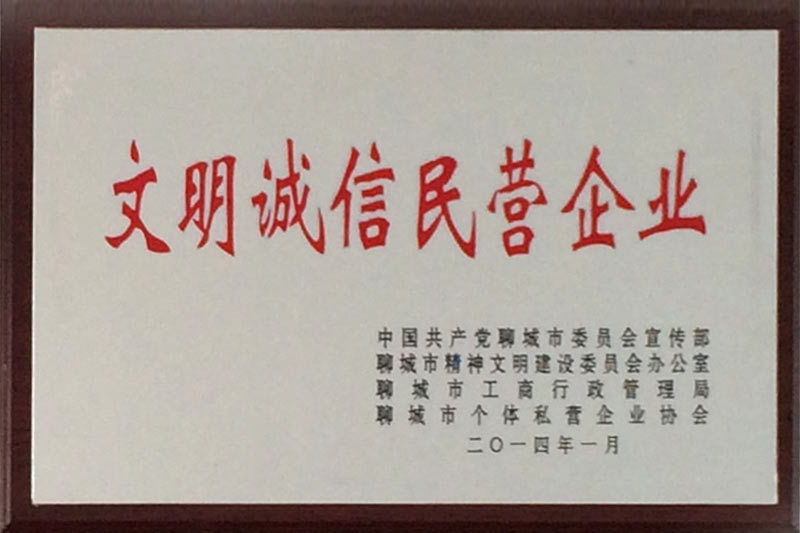 文明诚信民营企业
中国共产党聊城市委员会宣传部
聊城市精神文明建设委员会办公室
聊城市工商行政管理局
聊城市个体私营企业协会
二〇一四年一月